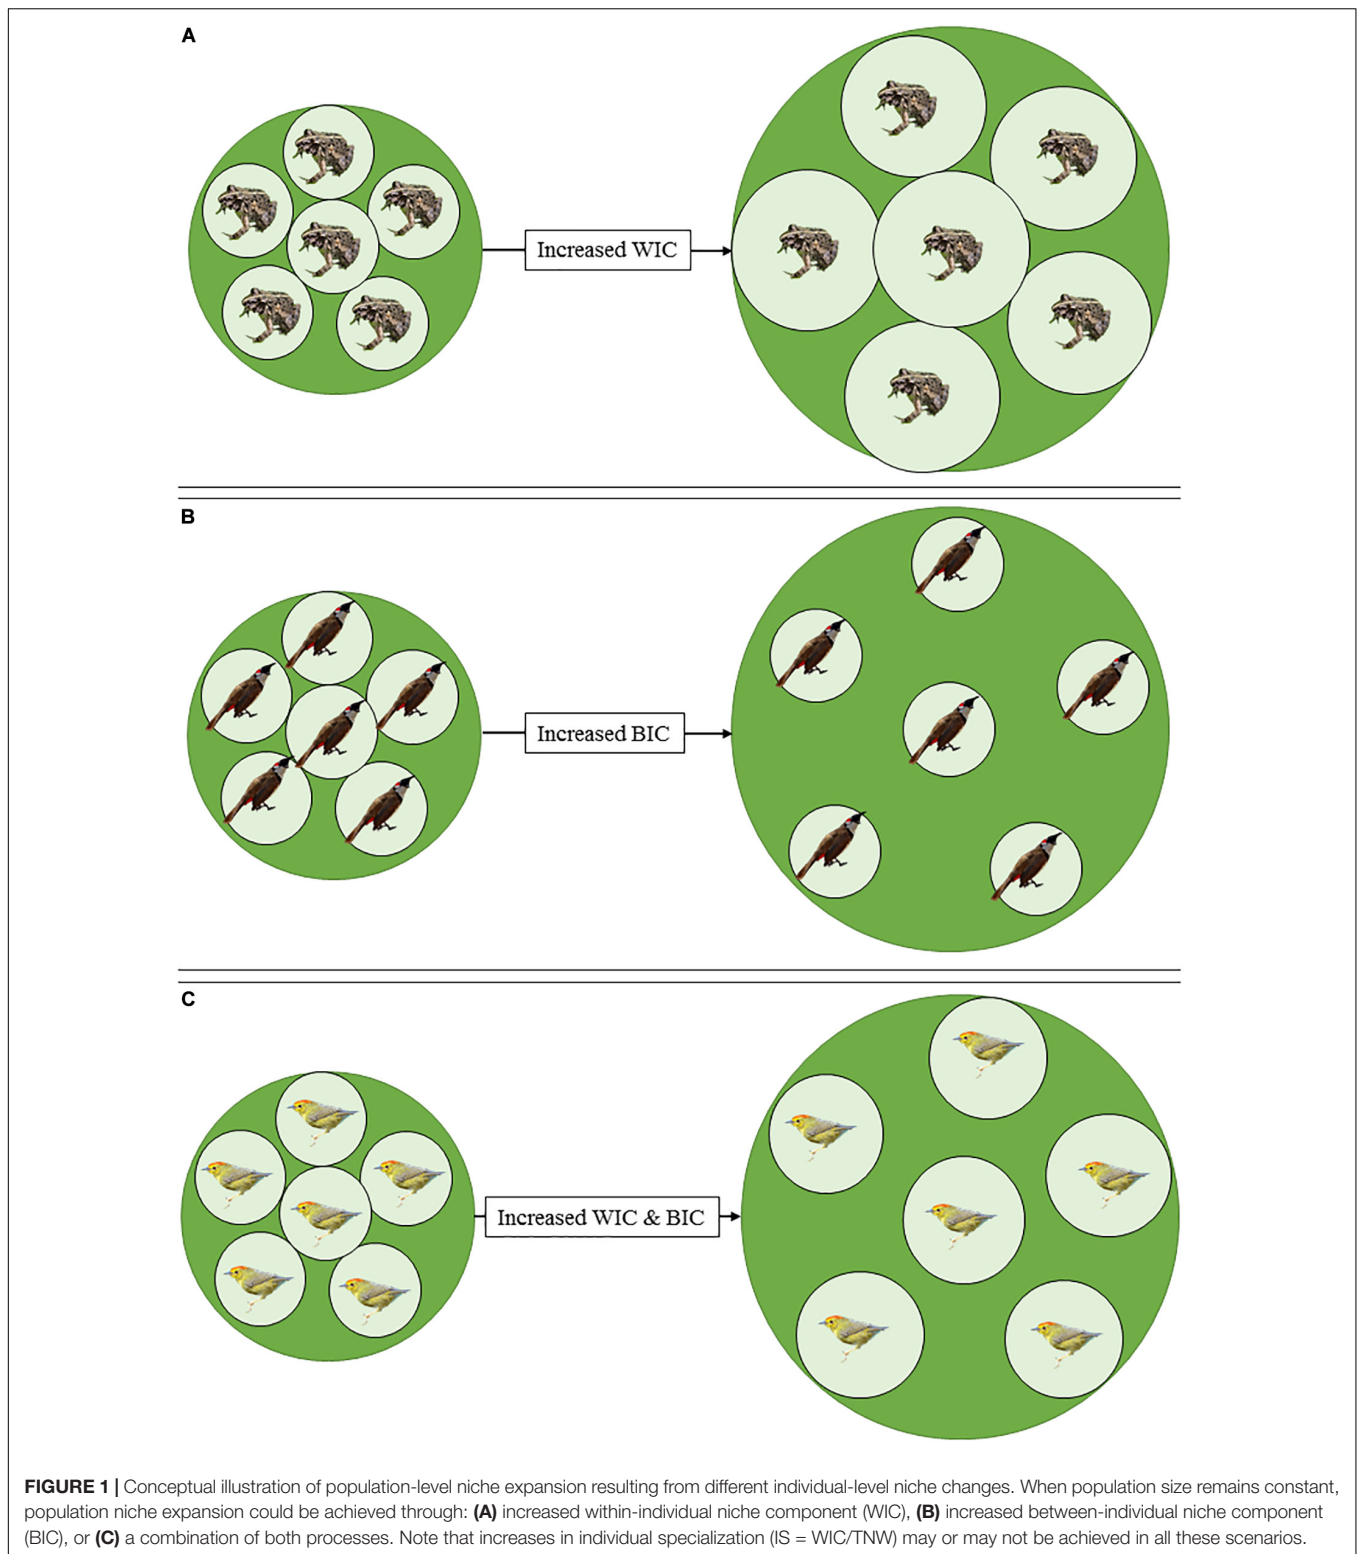 A
Increased WIC
B
Increased BIC
C
Increased WIC & BIC
FIGURE 1 | Conceptual illustration of population-level niche expansion resulting from different individual-level niche changes. When population size remains constant,
population niche expansion could be achieved through: (A) increased within-individual niche component (WIC), (B) increased between-individual niche component
(BIC), or (C) a combination of both processes. Note that increases in individual specialization (IS = WIC/TNW) may or may not be achieved in all these scenarios.